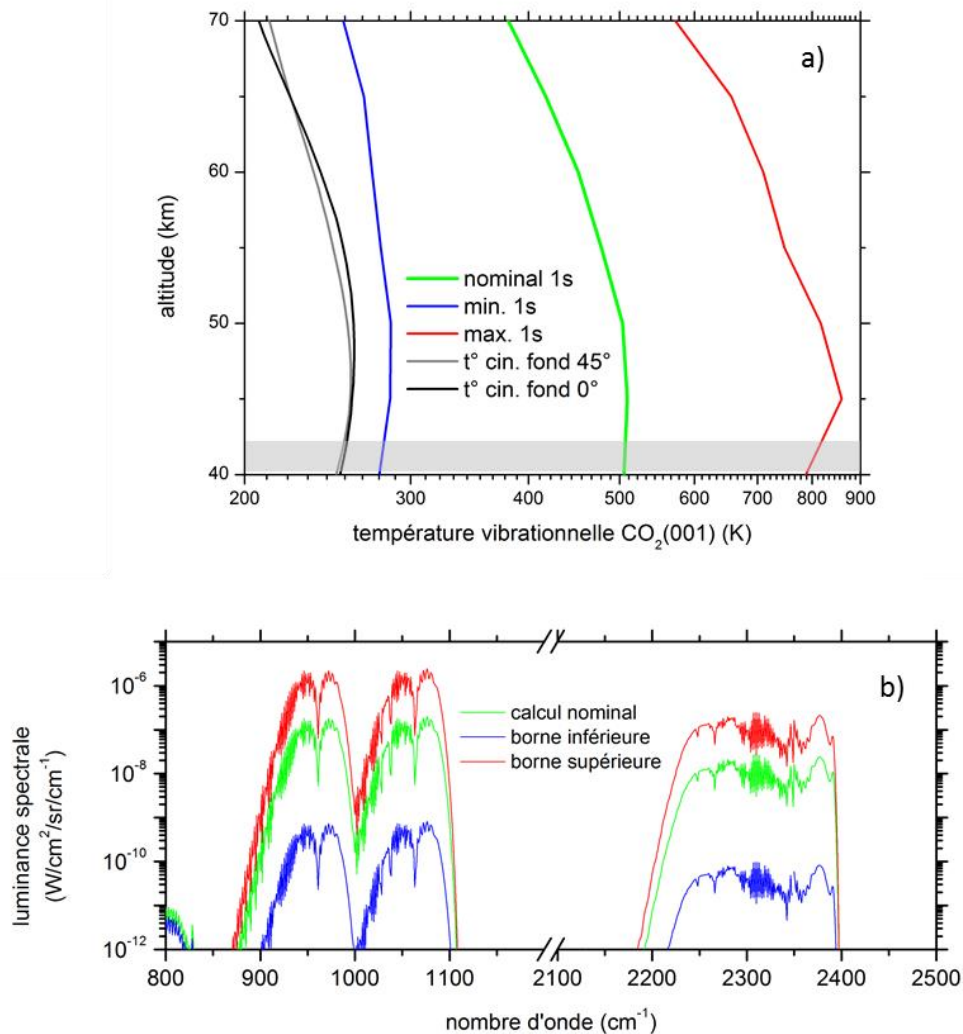 70
60
50
40
altitude (km)
a)
nominal 1s
min. 1s
max. 1s
t° cin. fond 45°
t° cin. fond 0°
200 300 400 500 600 700 800 900
température vibrationnelle CO₂(001) (K)
b)
10⁻⁶
10⁻⁸
10⁻¹⁰
10⁻¹²
luminance spectrale
(W/cm²/sr/cm⁻¹)
calcul nominal
borne inférieure
borne supérieure
800 900 1000 1100 2100 2200 2300 2400 2500
nombre d'onde (cm⁻¹)